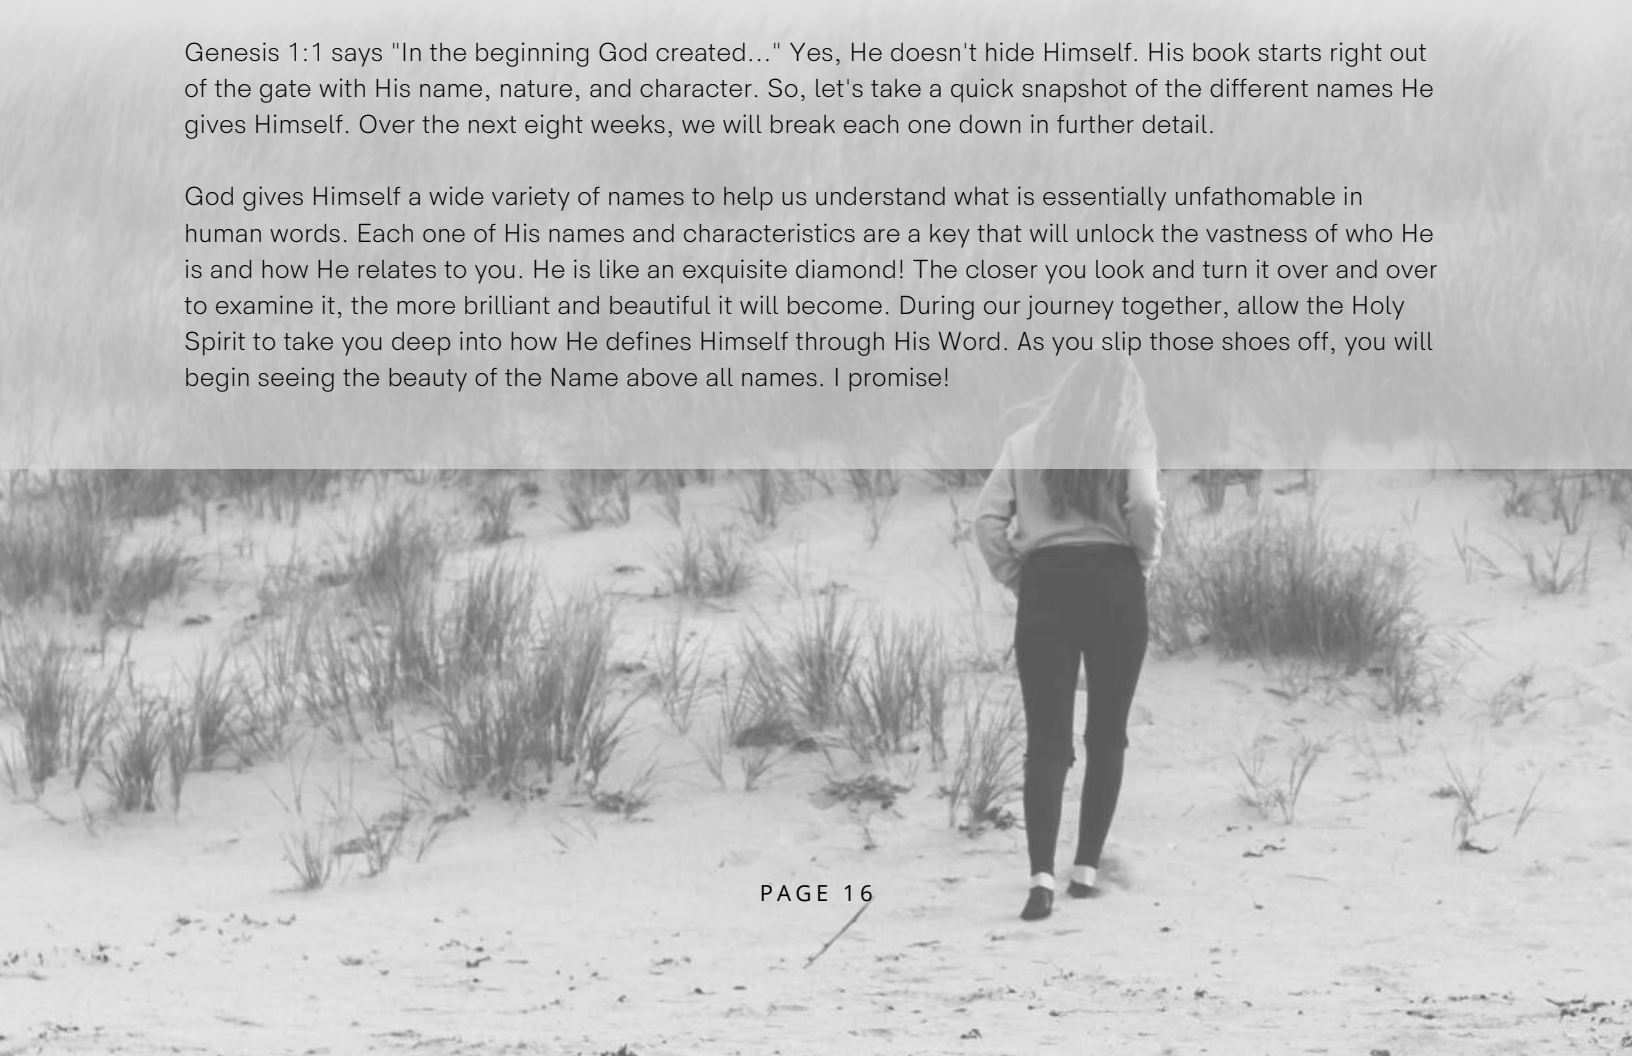 Genesis 1:1 says "In the beginning God created..." Yes, He doesn't hide Himself. His book starts right out
of the gate with His name, nature, and character. So, let's take a quick snapshot of the different names He
gives Himself. Over the next eight weeks, we will break each one down in further detail.
God gives Himself a wide variety of names to help us understand what is essentially unfathomable in
human words. Each one of His names and characteristics are a key that will unlock the vastness of who He
is and how He relates to you. He is like an exquisite diamond! The closer you look and turn it over and over
to examine it, the more brilliant and beautiful it will become. During our journey together, allow the Holy
Spirit to take you deep into how He defines Himself through His Word. As you slip those shoes off, you will
begin seeing the beauty of the Name above all names. I promise!
PAGE 16